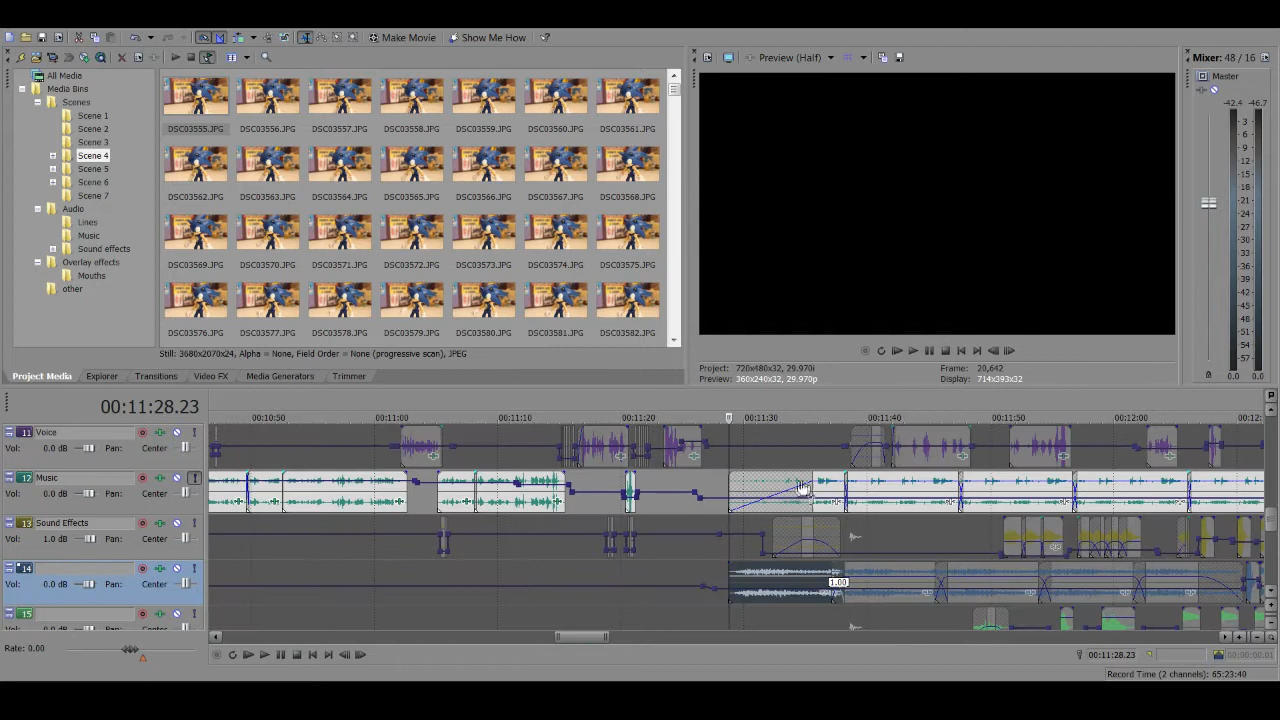 Make Movie
Show Me How
All Media
Media Bins
Scenes
Scene 1
Scene 2
Scene 3
Scene 4
Scene 5
Scene 6
Scene 7
Audio
Lines
Music
Sound effects
Overlay effects
Mouths
other
DSC03555.JPG DSC03556.JPG DSC03557.JPG DSC03558.JPG DSC03559.JPG DSC03560.JPG DSC03561.JPG
DSC03562.JPG DSC03563.JPG DSC03564.JPG DSC03565.JPG DSC03566.JPG DSC03567.JPG DSC03568.JPG
DSC03569.JPG DSC03570.JPG DSC03571.JPG DSC03572.JPG DSC03573.JPG DSC03574.JPG DSC03575.JPG
DSC03576.JPG DSC03577.JPG DSC03578.JPG DSC03579.JPG DSC03580.JPG DSC03581.JPG DSC03582.JPG
Still: 3680x2070x24, Alpha = None, Field Order = None (progressive scan), JPEG
Project Media Explorer Transitions Video FX Media Generators Trimmer
Preview (Half)
Project: 720x480x32, 29.970i
Preview: 360x240x32, 29.970p
Frame: 20,642
Display: 714x393x32
Mixer: 48 / 16
Master
-42.4 -46.7
3
6
9
12
15
18
21
24
27
30
33
36
39
42
45
48
51
54
57
0.0 0.0
00:11:28.23
00:10:50 00:11:00 00:11:10 00:11:20 00:11:30 00:11:40 00:11:50 00:12:00 00:12:
11 Voice
Vol: 0.0 dB Pan: Center
12 Music
Vol: 0.0 dB Pan: Center
13 Sound Effects
Vol: 1.0 dB Pan: Center
14
Vol: 0.0 dB Pan: Center
1.00
15
Vol: 0.0 dB Pan: Center
Rate: 0.00
00:11:28.23
00:00:00.01
Record Time (2 channels): 65:23:40